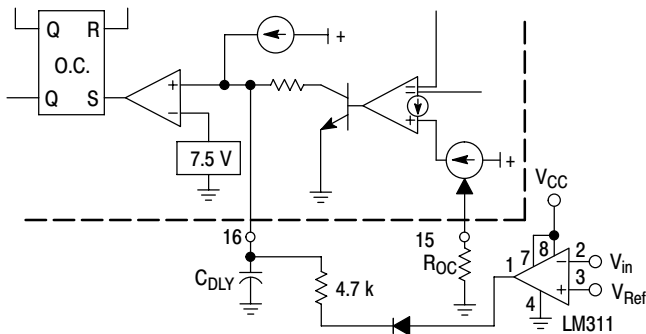 Q R
O.C.
Q S
+
−
7.5 V
+
−
+
+
16
15
C_DLY
4.7 k
R_OC
V_CC
7 8
1
2
V_in
−
3
V_Ref
+
4
LM311